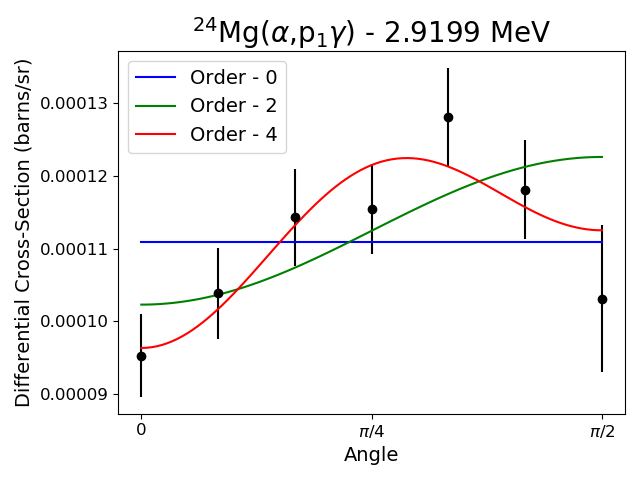 ²⁴Mg(α,p₁γ) - 2.9199 MeV
Order - 0
Order - 2
Order - 4
Differential Cross-Section (barns/sr)
0.00013
0.00012
0.00011
0.00010
0.00009
0
π/4
π/2
Angle